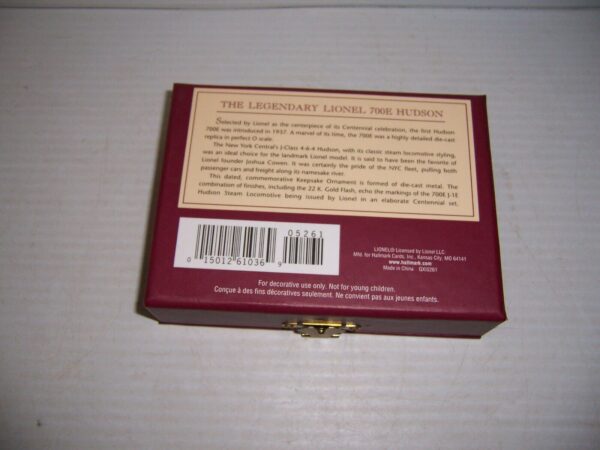 THE LEGENDARY LIONEL 700E HUDSON
Selected by Lionel as the centerpiece of its Centennial celebration, the first Hudson
700E was introduced in 1937. A marvel of its time, the 700E was a highly detailed die-cast
replica in perfect O scale.
The New York Central's J-Class 4-6-4 Hudson, with its classic steam locomotive styling,
was an ideal choice for the landmark Lionel model. It is said to have been the favorite of
Lionel founder Joshua Cowen. It was certainly the pride of the NYC fleet, pulling both
passenger cars and freight along its namesake river.
This dated, commemorative Keepsake Ornament is formed of die-cast metal. The
combination of finishes, including the 22 K. Gold Flash, echo the markings of the 700E J-1E
Hudson Steam Locomotive being issued by Lionel in an elaborate Centennial set.
05261
0 15012 61036 9
LIONEL® Licensed by Lionel LLC
Mfd. for Hallmark Cards, Inc., Kansas City, MO 64141
www.hallmark.com
Made in China QXI5261
For decorative use only. Not for young children.
Conçue à des fins décoratives seulement. Ne convient pas aux jeunes enfants.